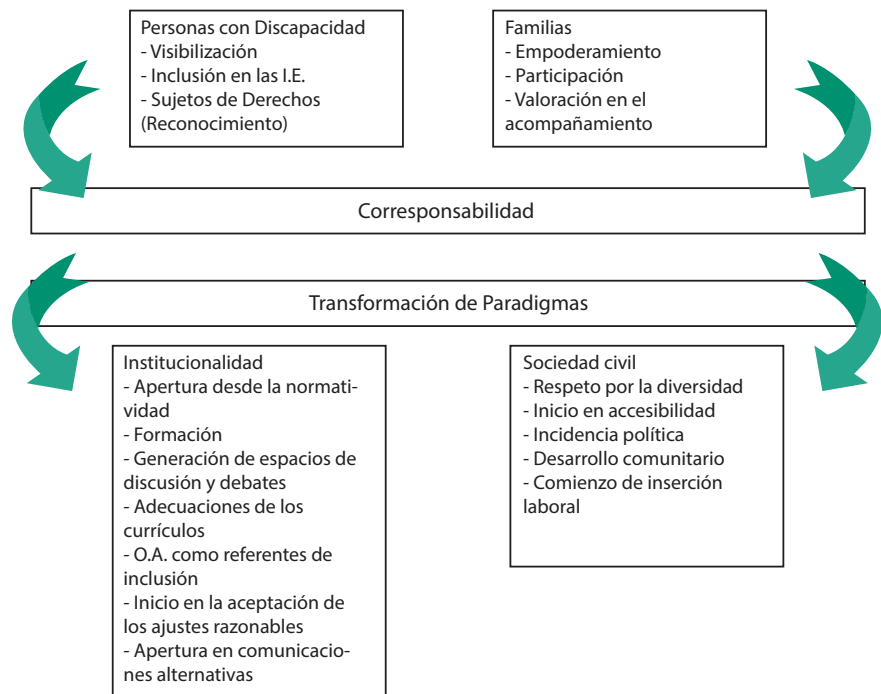 Personas con Discapacidad
- Visibilización
- Inclusión en las I.E.
- Sujetos de Derechos
(Reconocimiento)
Familias
- Empoderamiento
- Participación
- Valoración en el
acompañamiento
Corresponsabilidad
Transformación de Paradigmas
Institucionalidad
- Apertura desde la normati-
vidad
- Formación
- Generación de espacios de
discusión y debates
- Adecuaciones de los
currículos
- O.A. como referentes de
inclusión
- Inicio en la aceptación de
los ajustes razonables
- Apertura en comunicacio-
nes alternativas
Sociedad civil
- Respeto por la diversidad
- Inicio en accesibilidad
- Incidencia política
- Desarrollo comunitario
- Comienzo de inserción
laboral